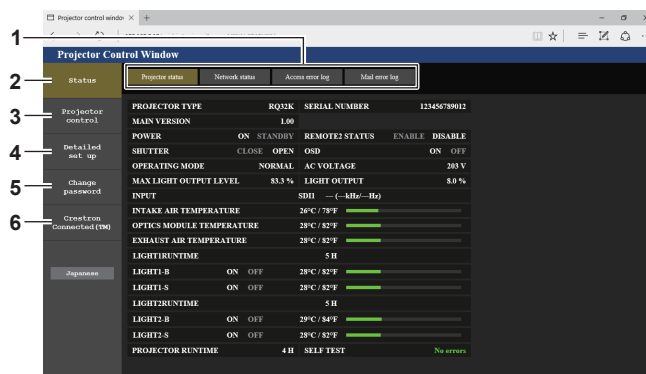 Projector control window
Projector Control Window
1
2
Status
Projector status
Network status
Access error log
Mail error log
3
Projector control
4
Detailed set up
5
Change password
6
Crestron Connected(TM)
Japanese
PROJECTOR TYPE RQ32K SERIAL NUMBER 123456789012
MAIN VERSION 1.00
POWER ON STANDBY REMOTE2 STATUS ENABLE DISABLE
SHUTTER CLOSE OPEN OSD ON OFF
OPERATING MODE NORMAL AC VOLTAGE 203 V
MAX LIGHT OUTPUT LEVEL 83.3 % LIGHT OUTPUT 8.0 %
INPUT SDI1 --- (---kHz/---Hz)
INTAKE AIR TEMPERATURE 26°C / 78°F
OPTICS MODULE TEMPERATURE 28°C / 82°F
EXHAUST AIR TEMPERATURE 28°C / 82°F
LIGHT1RUNTIME 5 H
LIGHT1-B ON OFF 28°C / 82°F
LIGHT1-S ON OFF 28°C / 82°F
LIGHT2RUNTIME 5 H
LIGHT2-B ON OFF 29°C / 84°F
LIGHT2-S ON OFF 28°C / 82°F
PROJECTOR RUNTIME 4 H SELF TEST No errors